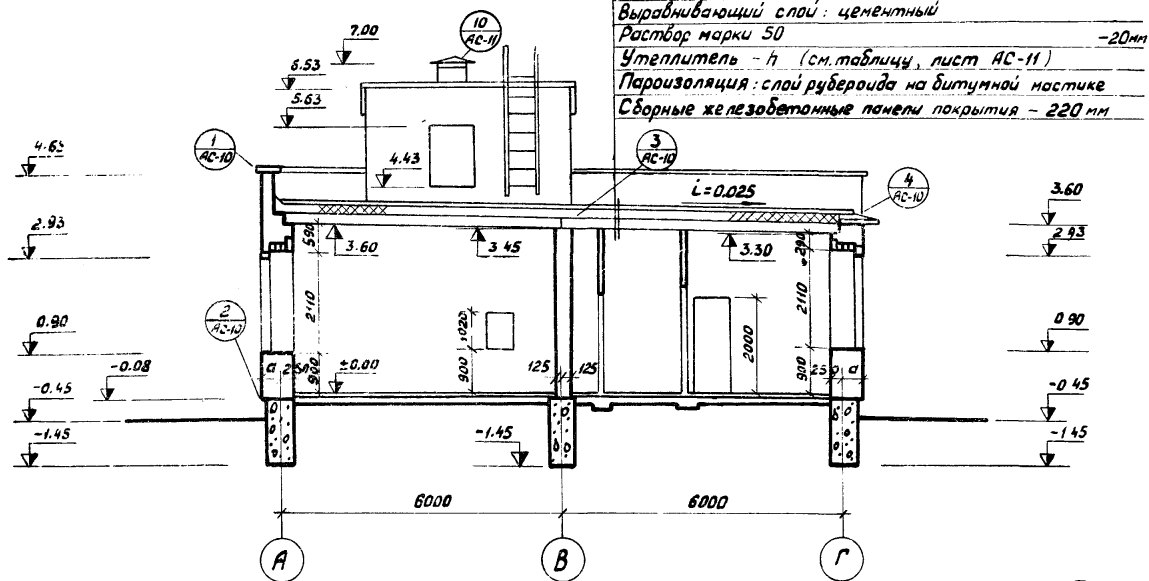 Выравнивающий слой: цементный
Раствор марки 50 -20мм
Утеплитель - h (см. таблицу, лист АС-11)
Пароизоляция: слой рубероида на битумной мастике
Сборные железобетонные панели покрытия - 220 мм
10
АС-11
7.00
6.53
5.63
4.43
1
АС-10
3
АС-10
4
АС-10
4.63
i=0.025
3.60
2.93
590
3.60
3.45
3.30
290
2.93
2
АС-10
2110
1020
2000
2110
0.90
0.90
-0.08
а
900
±0.00
900
125
125
900
а
-0.45
-0.45
-1.45
-1.45
-1.45
6000
6000
А
В
Г